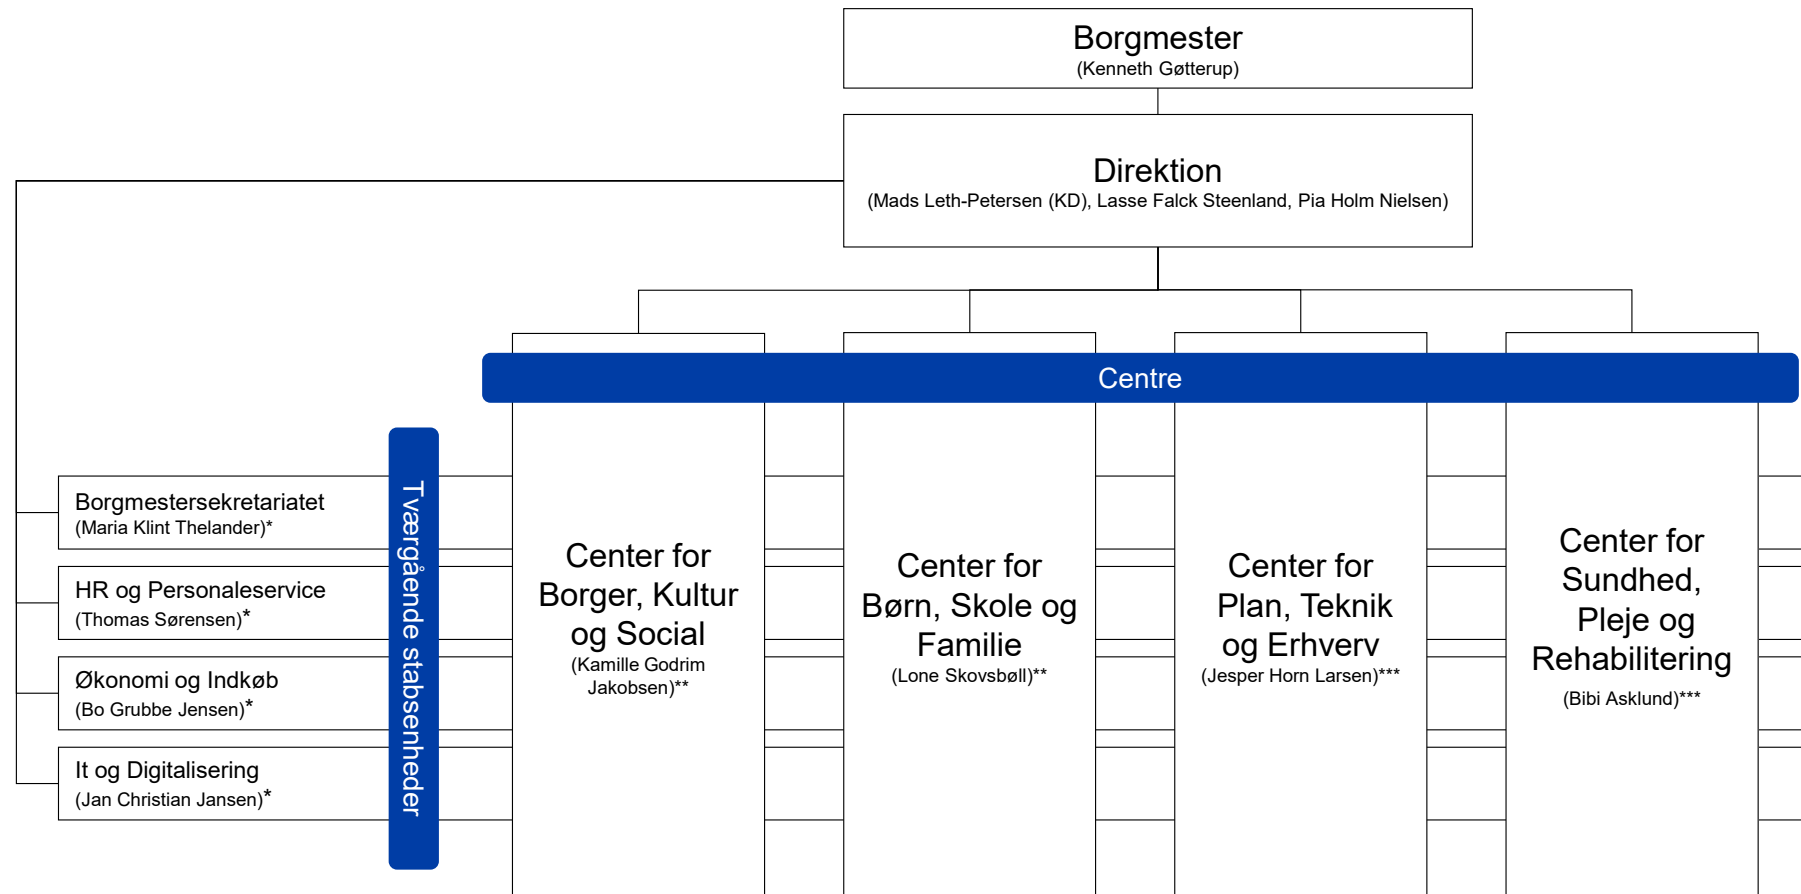 Borgmester
(Kenneth Gøtterup)
Direktion
(Mads Leth-Petersen (KD), Lasse Falck Steenland, Pia Holm Nielsen)
Centre
Tværgående stabsenheder
Borgmestersekretariatet
(Maria Klint Thelander)*
HR og Personaleservice
(Thomas Sørensen)*
Økonomi og Indkøb
(Bo Grubbe Jensen)*
It og Digitalisering
(Jan Christian Jansen)*
Center for
Borger, Kultur
og Social
(Kamille Godrim
Jakobsen)**
Center for
Børn, Skole og
Familie
(Lone Skovsbøll)**
Center for
Plan, Teknik
og Erhverv
(Jesper Horn Larsen)***
Center for
Sundhed,
Pleje og
Rehabilitering
(Bibi Asklund)***